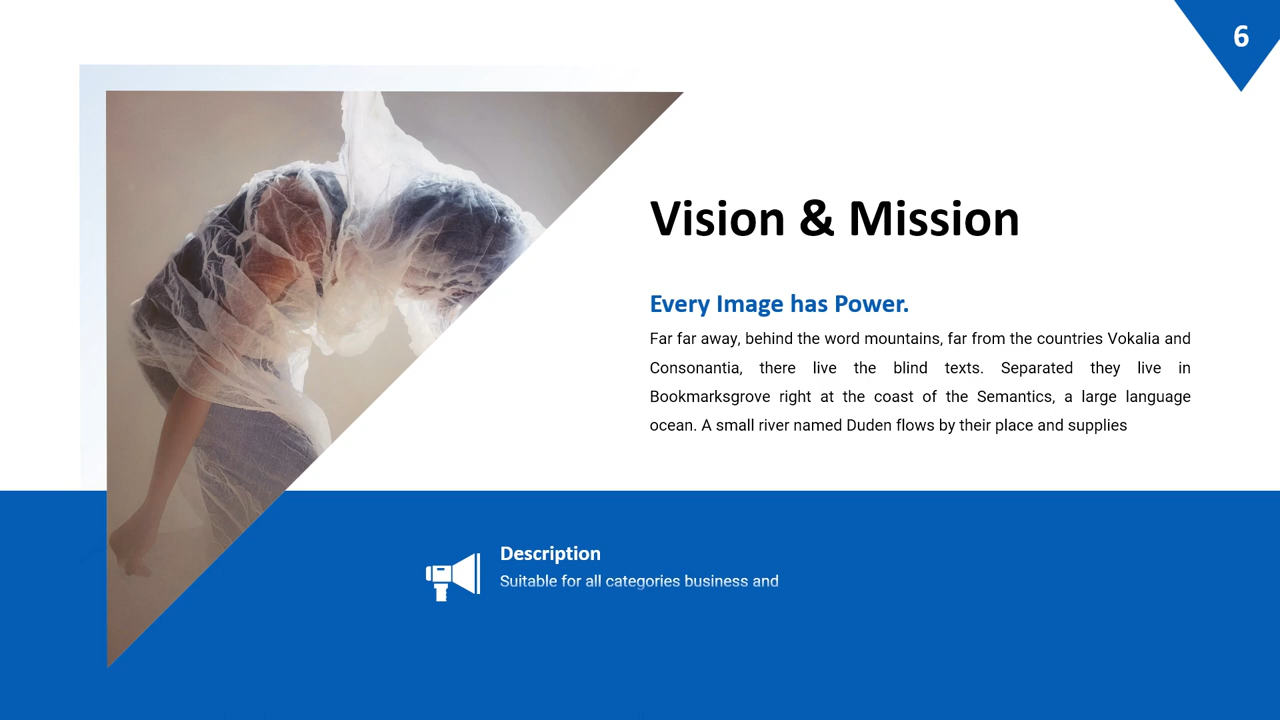 6
Vision & Mission
Every Image has Power.
Far far away, behind the word mountains, far from the countries Vokalia and
Consonantia, there live the blind texts. Separated they live in
Bookmarksgrove right at the coast of the Semantics, a large language
ocean. A small river named Duden flows by their place and supplies
Description
Suitable for all categories business and